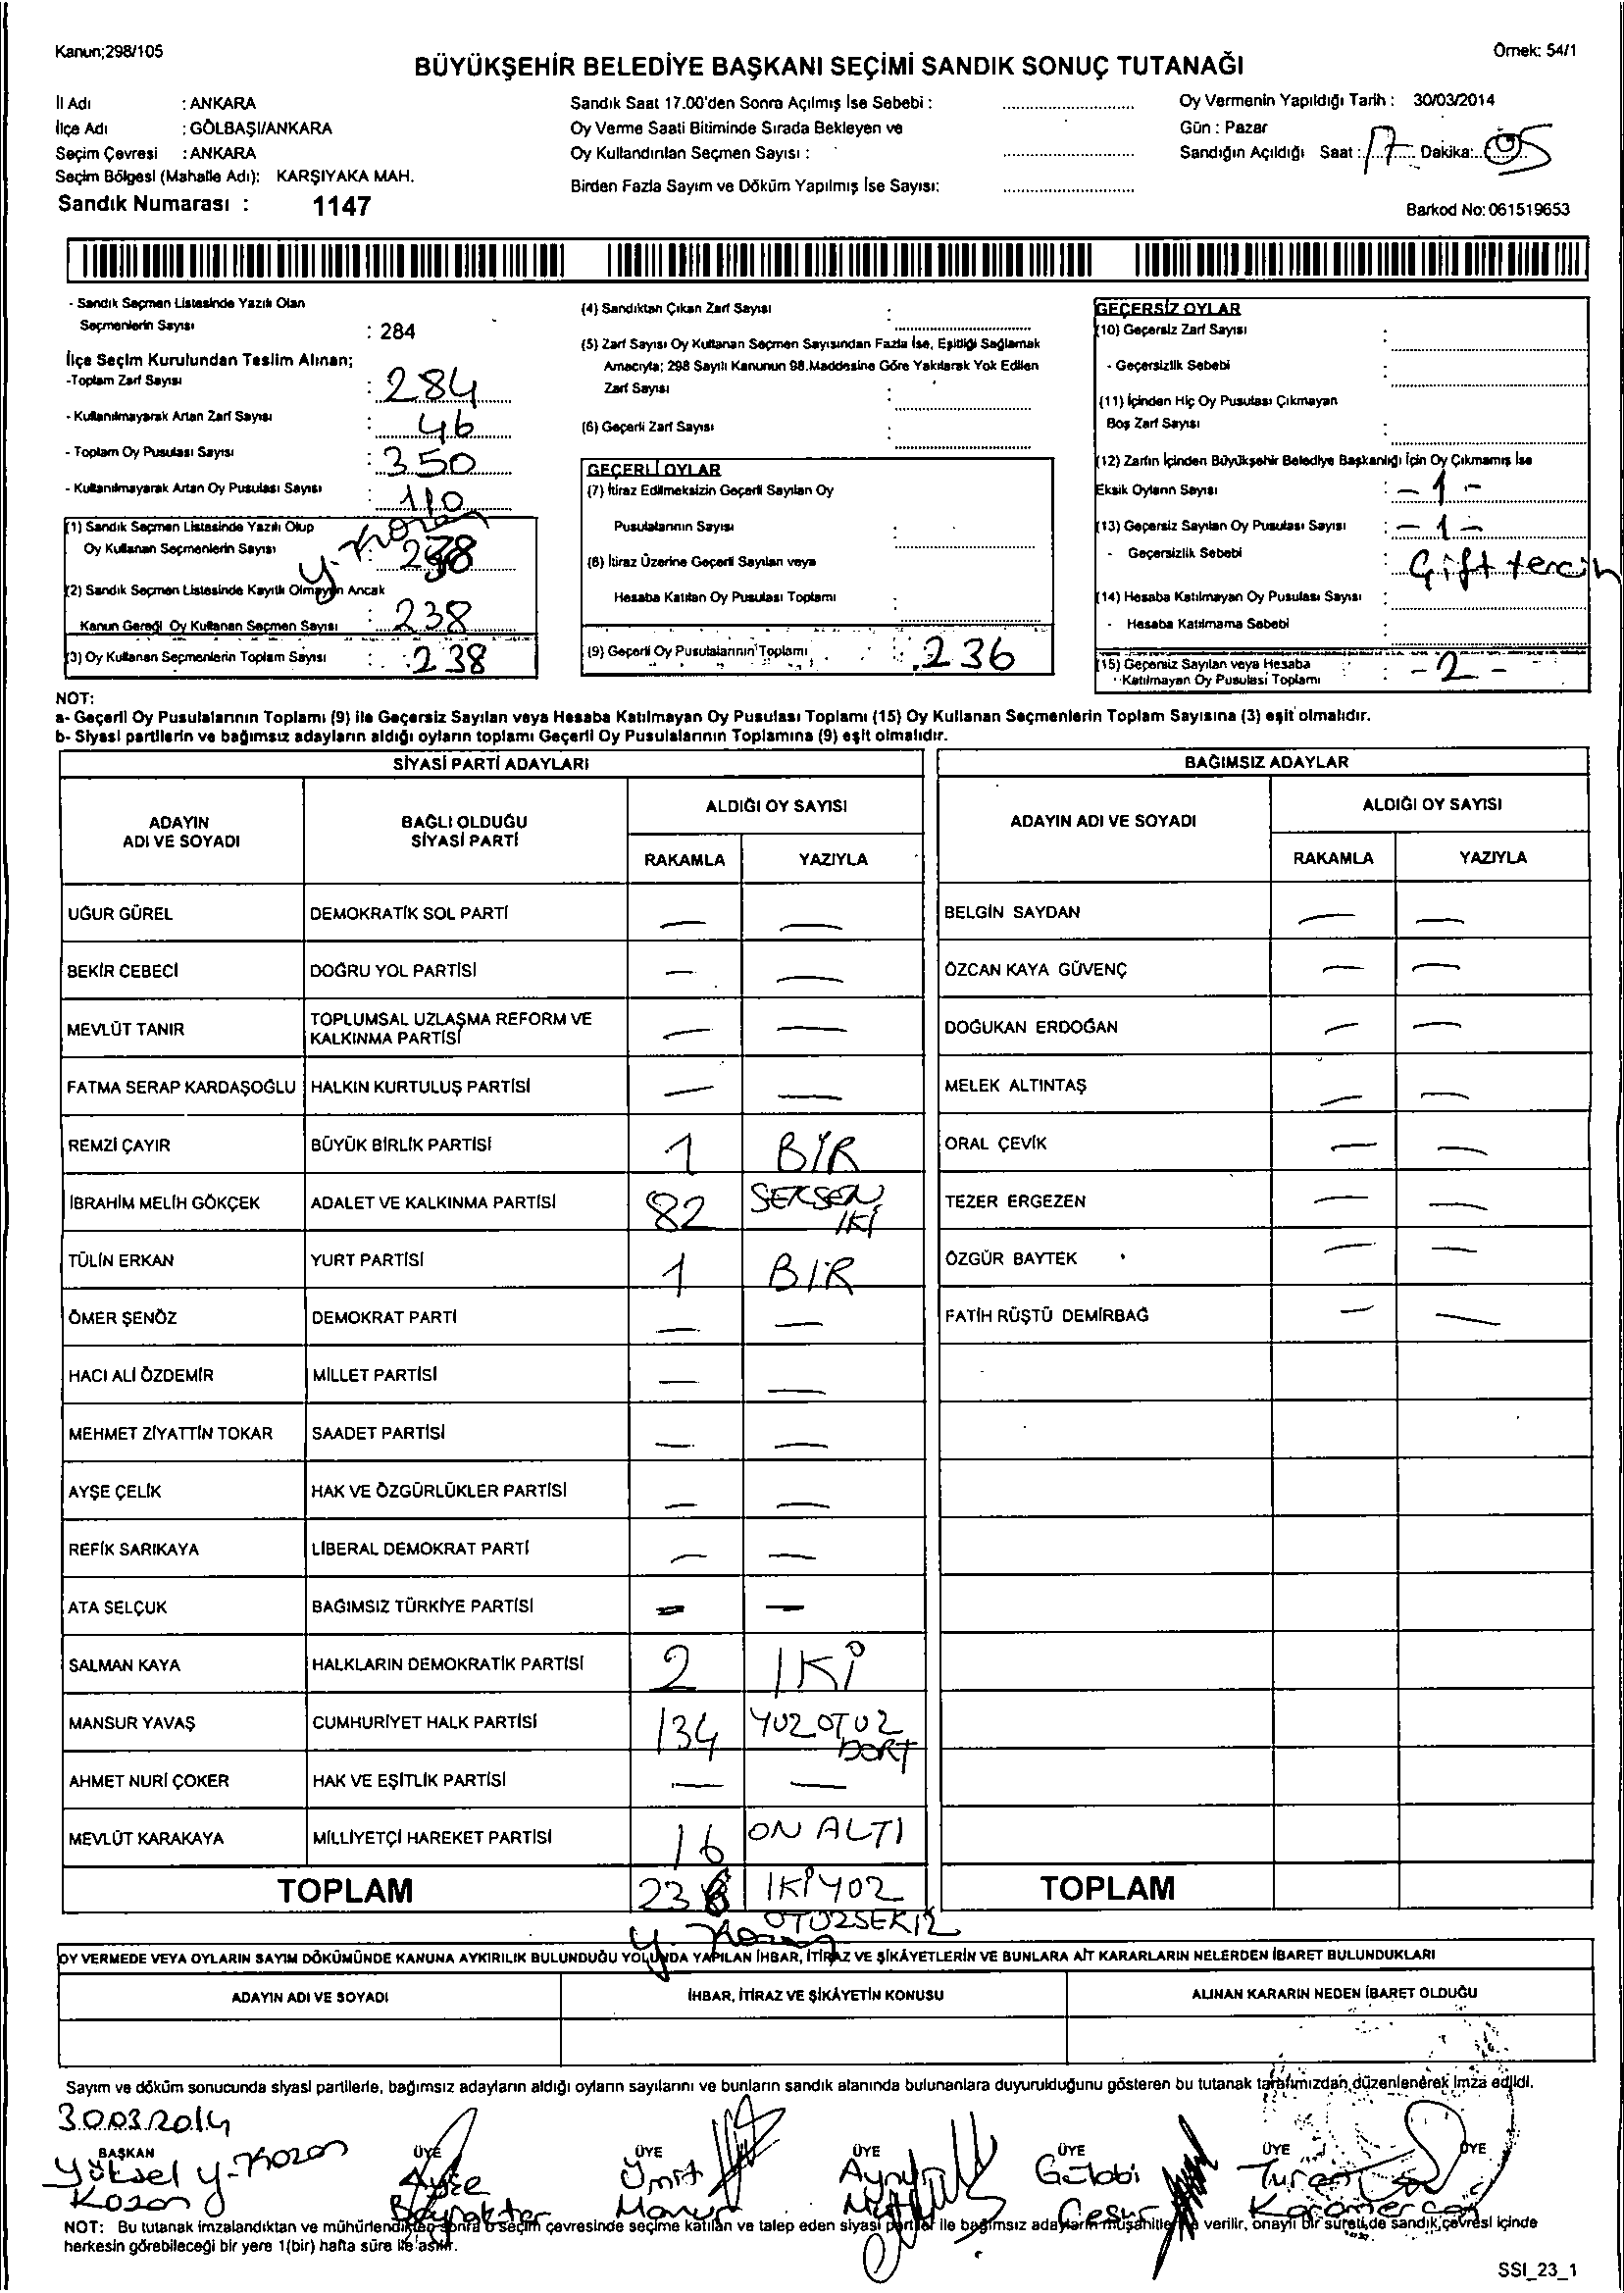 Kanun;298/105
Örnek: 54/1
BÜYÜKŞEHİR BELEDİYE BAŞKANI SEÇİMİ SANDIK SONUÇ TUTANAĞI
İl Adı : ANKARA
İlçe Adı : GÖLBAŞI/ANKARA
Seçim Çevresi : ANKARA
Seçim Bölgesi (Mahalle Adı): KARŞIYAKA MAH.
Sandık Numarası : 1147
Sandık Saat 17.00'den Sonra Açılmış İse Sebebi :
Oy Verme Saati Bitiminde Sırada Bekleyen ve
Oy Kullandırılan Seçmen Sayısı :
Birden Fazla Sayım ve Döküm Yapılmış İse Sayısı:
Oy Vermenin Yapıldığı Tarih : 30/03/2014
Gün : Pazar
Sandığın Açıldığı Saat : 17 Dakika: 05
Barkod No: 061519653
- Sandık Seçmen Listesinde Yazılı Olan
Seçmenlerin Sayısı : 284
İlçe Seçim Kurulundan Teslim Alınan;
-Toplam Zarf Sayısı : 284
- Kullanılmayarak Artan Zarf Sayısı : 46
- Toplam Oy Pusulası Sayısı : 350
- Kullanılmayarak Artan Oy Pusulası Sayısı : 110
(1) Sandık Seçmen Listesinde Yazılı Olup
Oy Kullanan Seçmenlerin Sayısı : 238
Y. Kozan
(2) Sandık Seçmen Listesinde Kayıtlı Olmayan Ancak
Kanun Gereği Oy Kullanan Seçmen Sayısı : 238
(3) Oy Kullanan Seçmenlerin Toplam Sayısı : 238
(4) Sandıktan Çıkan Zarf Sayısı :
(5) Zarf Sayısı Oy Kullanan Seçmen Sayısından Fazla İse, Eşitliği Sağlamak
Amacıyla; 298 Sayılı Kanunun 98.Maddesine Göre Yakılarak Yok Edilen
Zarf Sayısı :
(6) Geçerli Zarf Sayısı :
GEÇERLİ OYLAR
(7) İtiraz Edilmeksizin Geçerli Sayılan Oy
Pusulalarının Sayısı :
(8) İtiraz Üzerine Geçerli Sayılan veya
Hesaba Katılan Oy Pusulası Toplamı :
(9) Geçerli Oy Pusulalarının Toplamı : 236
GEÇERSİZ OYLAR
(10) Geçersiz Zarf Sayısı :
- Geçersizlik Sebebi :
(11) İçinden Hiç Oy Pusulası Çıkmayan
Boş Zarf Sayısı :
(12) Zarfın İçinden Büyükşehir Belediye Başkanlığı İçin Oy Çıkmamış İse
Eksik Oyların Sayısı : - 1 -
(13) Geçersiz Sayılan Oy Pusulası Sayısı : - 1 -
- Geçersizlik Sebebi : Çift tercih
(14) Hesaba Katılmayan Oy Pusulası Sayısı :
- Hesaba Katılmama Sebebi :
(15) Geçersiz Sayılan veya Hesaba
Katılmayan Oy Pusulası Toplamı : - 2 -
NOT:
a- Geçerli Oy Pusulalarının Toplamı (9) ile Geçersiz Sayılan veya Hesaba Katılmayan Oy Pusulası Toplamı (15) Oy Kullanan Seçmenlerin Toplam Sayısına (3) eşit olmalıdır.
b- Siyasi partilerin ve bağımsız adayların aldığı oyların toplamı Geçerli Oy Pusulalarının Toplamına (9) eşit olmalıdır.
SİYASİ PARTİ ADAYLARI
ADAYIN ADI VE SOYADI
BAĞLI OLDUĞU SİYASİ PARTİ
ALDIĞI OY SAYISI
RAKAMLA YAZIYLA
UĞUR GÜREL DEMOKRATİK SOL PARTİ — —
BEKİR CEBECİ DOĞRU YOL PARTİSİ — —
MEVLÜT TANIR TOPLUMSAL UZLAŞMA REFORM VE KALKINMA PARTİSİ — —
FATMA SERAP KARDAŞOĞLU HALKIN KURTULUŞ PARTİSİ — —
REMZİ ÇAYIR BÜYÜK BİRLİK PARTİSİ 1 BİR
İBRAHİM MELİH GÖKÇEK ADALET VE KALKINMA PARTİSİ 82 SEKSEN İKİ
TÜLİN ERKAN YURT PARTİSİ 1 BİR
ÖMER ŞENÖZ DEMOKRAT PARTİ — —
HACI ALİ ÖZDEMİR MİLLET PARTİSİ — —
MEHMET ZİYATTİN TOKAR SAADET PARTİSİ — —
AYŞE ÇELİK HAK VE ÖZGÜRLÜKLER PARTİSİ — —
REFİK SARIKAYA LİBERAL DEMOKRAT PARTİ — —
ATA SELÇUK BAĞIMSIZ TÜRKİYE PARTİSİ — —
SALMAN KAYA HALKLARIN DEMOKRATİK PARTİSİ 2 İKİ
MANSUR YAVAŞ CUMHURİYET HALK PARTİSİ 134 YUZ OTUZ DORT
AHMET NURİ ÇOKER HAK VE EŞİTLİK PARTİSİ — —
MEVLÜT KARAKAYA MİLLİYETÇİ HAREKET PARTİSİ 16 ON ALTI
TOPLAM IKİYOZ OTUZSEKIZ
Y. Kozan
BAĞIMSIZ ADAYLAR
ADAYIN ADI VE SOYADI
ALDIĞI OY SAYISI
RAKAMLA YAZIYLA
BELGİN SAYDAN — —
ÖZCAN KAYA GÜVENÇ — —
DOĞUKAN ERDOĞAN — —
MELEK ALTINTAŞ — —
ORAL ÇEVİK — —
TEZER ERGEZEN — —
ÖZGÜR BAYTEK — —
FATİH RÜŞTÜ DEMİRBAĞ — —
TOPLAM
OY VERMEDE VEYA OYLARIN SAYIM DÖKÜMÜNDE KANUNA AYKIRILIK BULUNDUĞU YOLUNDA YAPILAN İHBAR, İTİRAZ VE ŞİKÂYETLERİN VE BUNLARA AİT KARARLARIN NELERDEN İBARET BULUNDUKLARI
ADAYIN ADI VE SOYADI İHBAR, İTİRAZ VE ŞİKÂYETİN KONUSU ALINAN KARARIN NEDEN İBARET OLDUĞU
Sayım ve döküm sonucunda siyasi partilerle, bağımsız adayların aldığı oyların sayılarını ve bunların sandık alanında bulunanlara duyurulduğunu gösteren bu tutanak tarafımızdan düzenlenerek imza edildi.
30.03.2014
BAŞKAN ÜYE ÜYE ÜYE ÜYE ÜYE ÜYE
Yüksel Kozan Y. Kozan
Ayşe Bayraktar
Ümit
Gülabi Cesur
Turan
NOT: Bu tutanak imzalandıktan ve mühürlendikten sonra o seçim çevresinde seçime katılan ve talep eden siyasi partiler ile bağımsız adayların müşahitlerine verilir, onaylı bir sureti de sandık çevresi içinde
herkesin görebileceği bir yere 1(bir) hafta süre ile asılır.
SSI_23_1